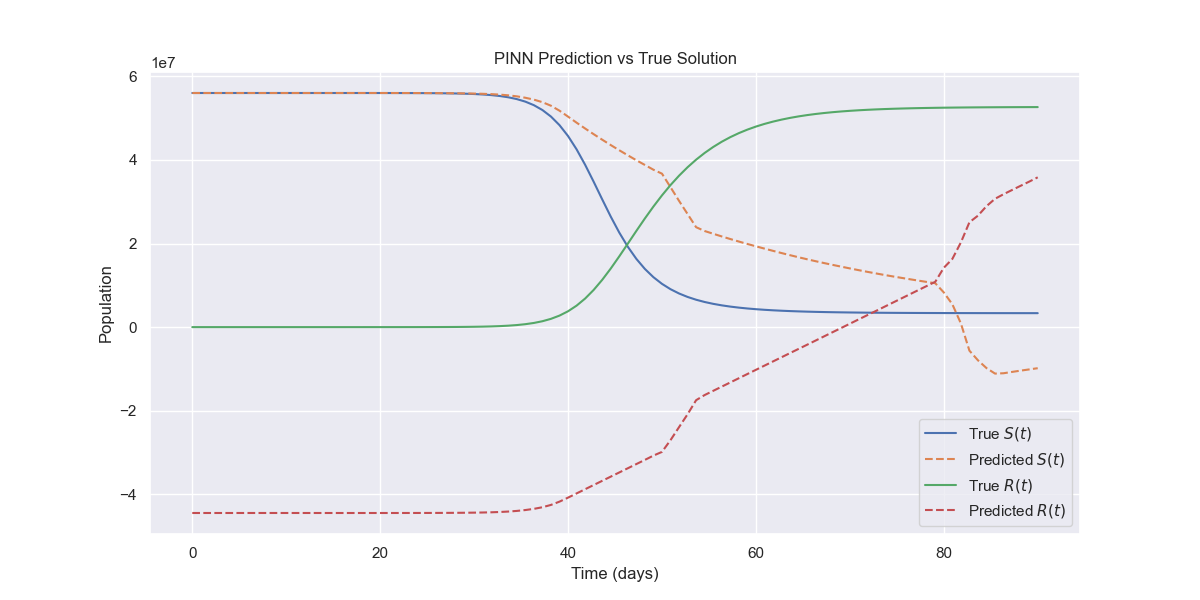 PINN Prediction vs True Solution
1e7
6
4
2
0
−2
−4
Population
0 20 40 60 80
Time (days)
True S(t)
Predicted S(t)
True R(t)
Predicted R(t)